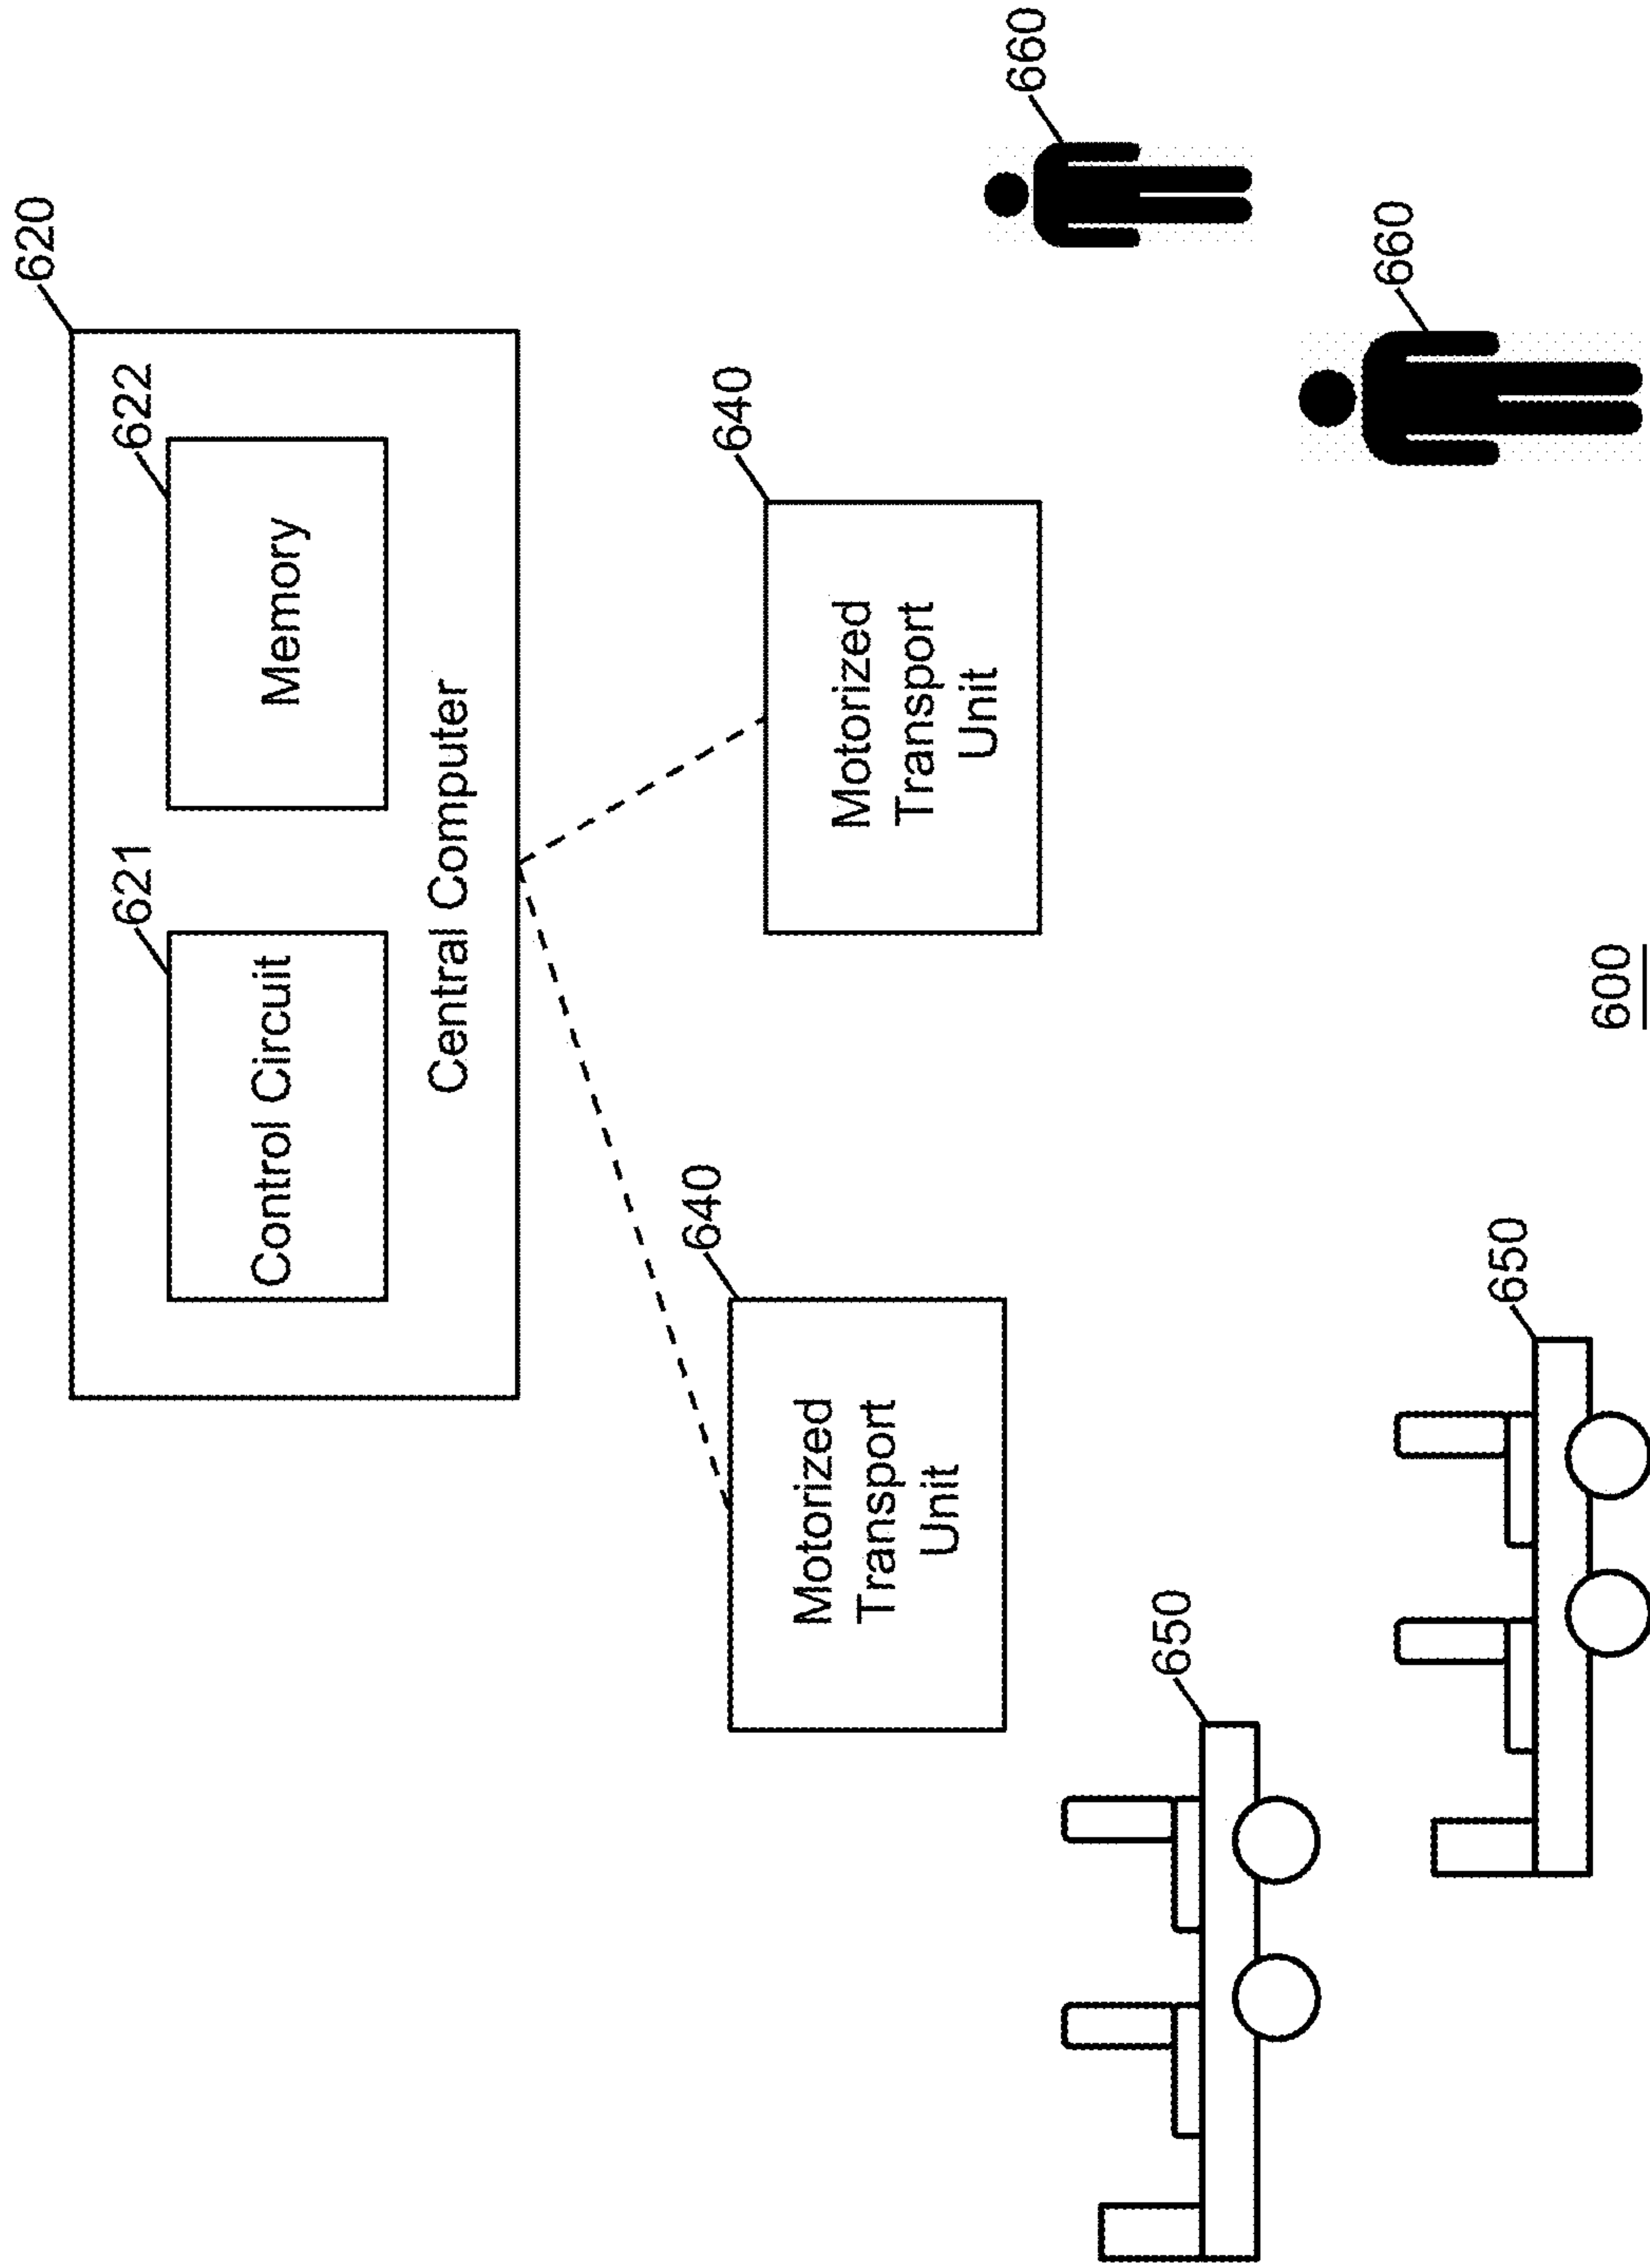 620
621
622
Control Circuit
Memory
Central Computer
640
640
Motorized
Transport
Unit
Motorized
Transport
Unit
660
650
660
650
600